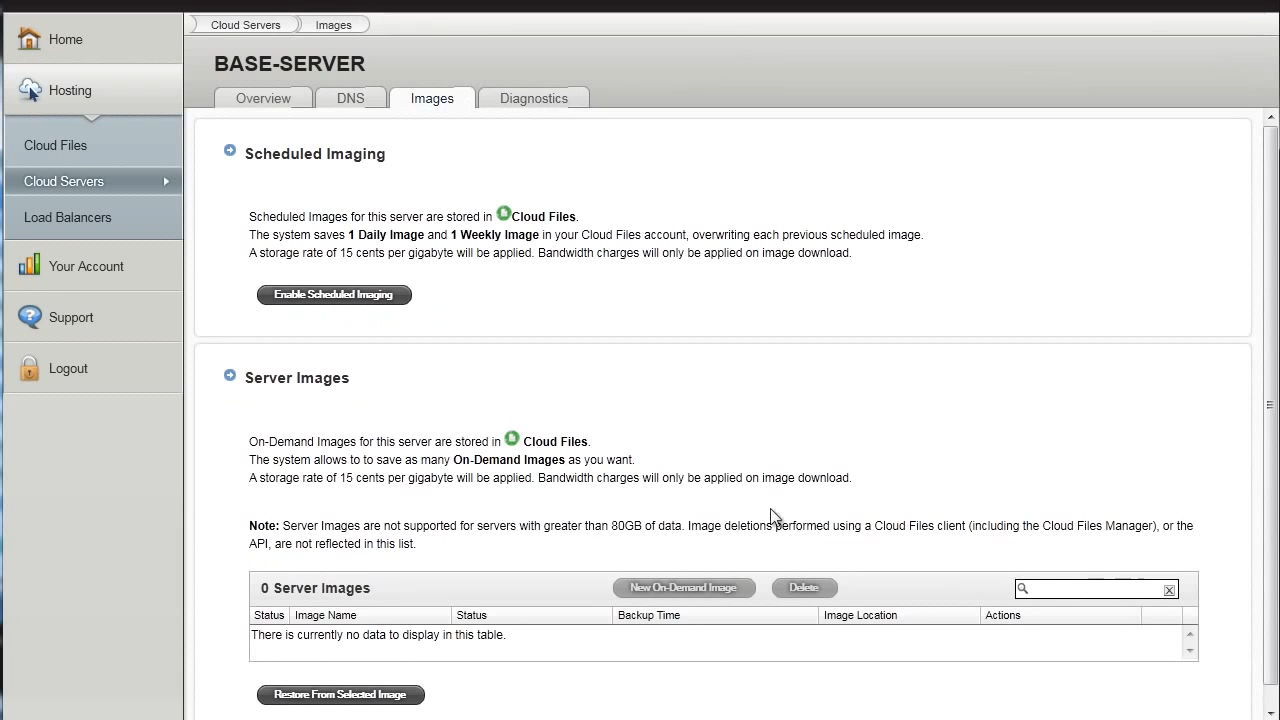 Cloud Servers Images
Home
BASE-SERVER
Hosting
Overview DNS Images Diagnostics
Cloud Files
Cloud Servers
Load Balancers
Your Account
Support
Logout
Scheduled Imaging
Scheduled Images for this server are stored in Cloud Files.
The system saves 1 Daily Image and 1 Weekly Image in your Cloud Files account, overwriting each previous scheduled image.
A storage rate of 15 cents per gigabyte will be applied. Bandwidth charges will only be applied on image download.
Enable Scheduled Imaging
Server Images
On-Demand Images for this server are stored in Cloud Files.
The system allows to to save as many On-Demand Images as you want.
A storage rate of 15 cents per gigabyte will be applied. Bandwidth charges will only be applied on image download.
Note: Server Images are not supported for servers with greater than 80GB of data. Image deletions performed using a Cloud Files client (including the Cloud Files Manager), or the
API, are not reflected in this list.
0 Server Images New On-Demand Image Delete
Status Image Name Status Backup Time Image Location Actions
There is currently no data to display in this table.
Restore From Selected Image